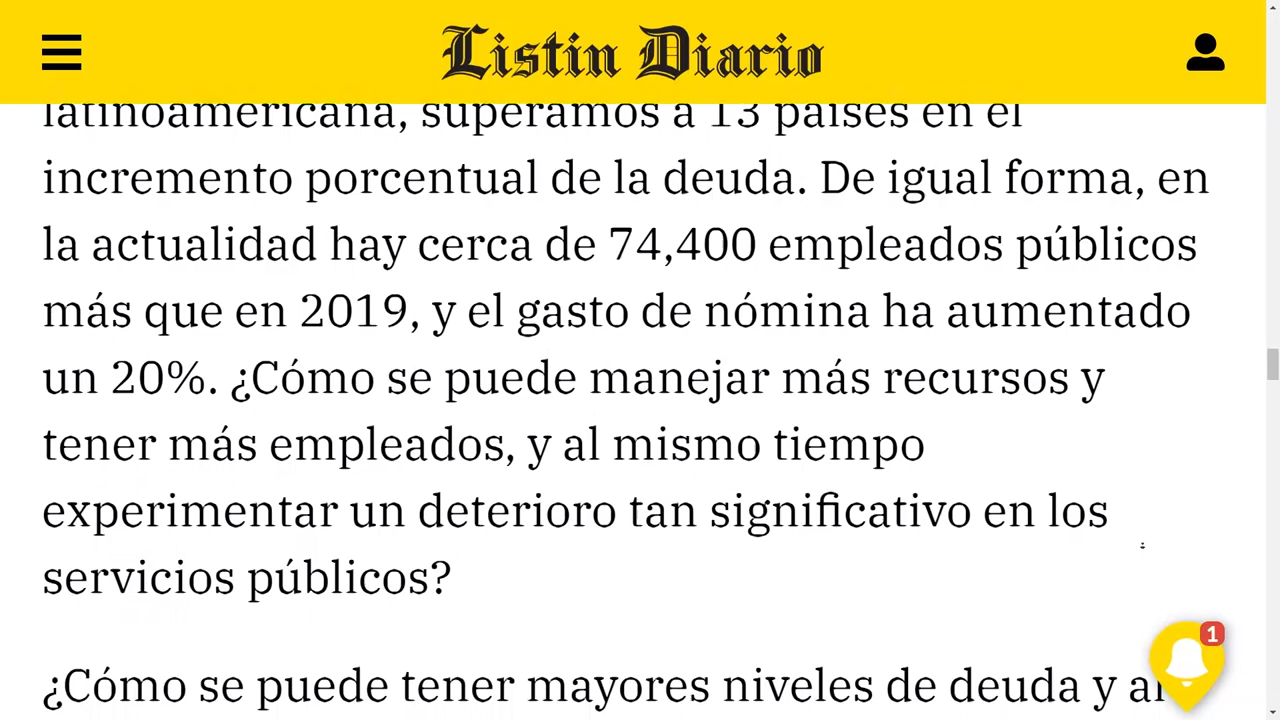 Listín Diario
latinoamericana, superamos a 13 países en el
incremento porcentual de la deuda. De igual forma, en
la actualidad hay cerca de 74,400 empleados públicos
más que en 2019, y el gasto de nómina ha aumentado
un 20%. ¿Cómo se puede manejar más recursos y
tener más empleados, y al mismo tiempo
experimentar un deterioro tan significativo en los
servicios públicos?
1
¿Cómo se puede tener mayores niveles de deuda y al